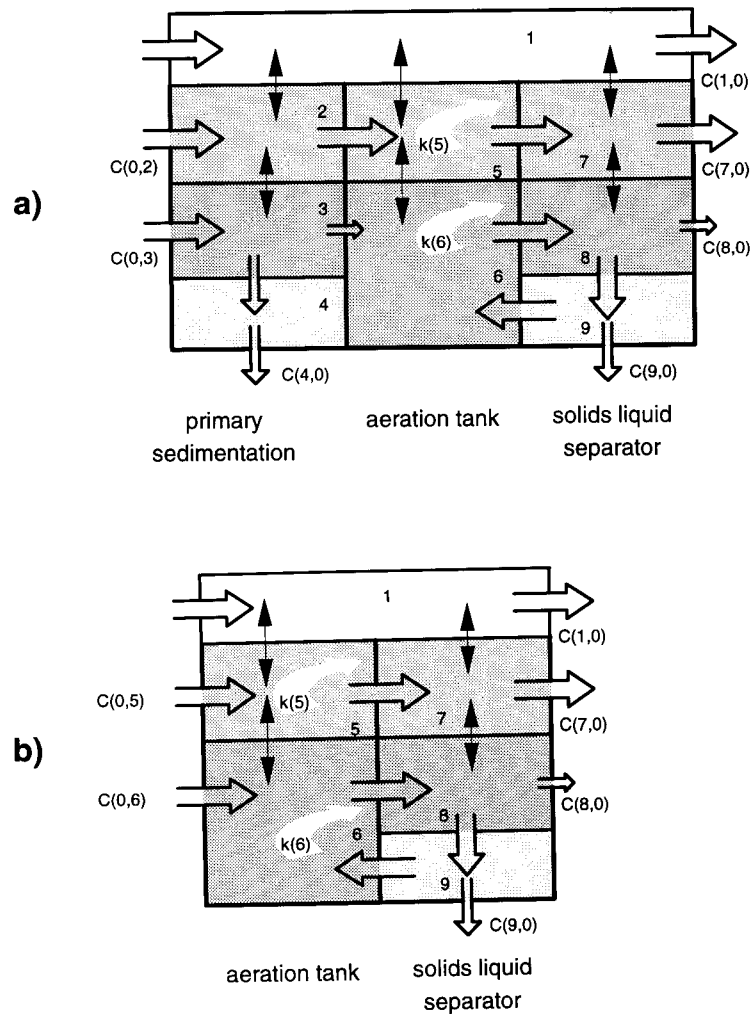 a)
1
C(1,0)
2
k(5)
C(0,2)
5
7
C(7,0)
3
k(6)
C(0,3)
6
8
C(8,0)
4
9
C(4,0)
C(9,0)
primary
sedimentation
aeration tank
solids liquid
separator
b)
1
C(1,0)
C(0,5)
k(5)
5
7
C(7,0)
C(0,6)
k(6)
6
8
C(8,0)
9
C(9,0)
aeration tank
solids liquid
separator